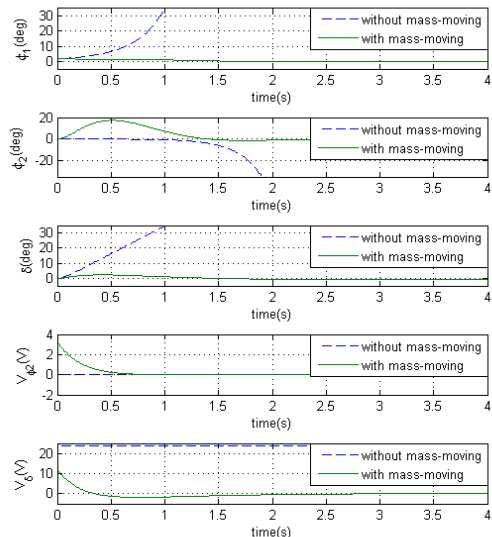 ϕ1(deg)
30
20
10
0
without mass-moving
with mass-moving
0 0.5 1 1.5 2 2.5 3 3.5 4
time(s)
ϕ2(deg)
20
0
-20
without mass-moving
with mass-moving
0 0.5 1 1.5 2 2.5 3 3.5 4
time(s)
δ(deg)
30
20
10
0
without mass-moving
with mass-moving
0 0.5 1 1.5 2 2.5 3 3.5 4
time(s)
Vϕ2(V)
4
2
0
-2
without mass-moving
with mass-moving
0 0.5 1 1.5 2 2.5 3 3.5 4
time(s)
Vδ(V)
20
10
0
without mass-moving
with mass-moving
0 0.5 1 1.5 2 2.5 3 3.5 4
time(s)